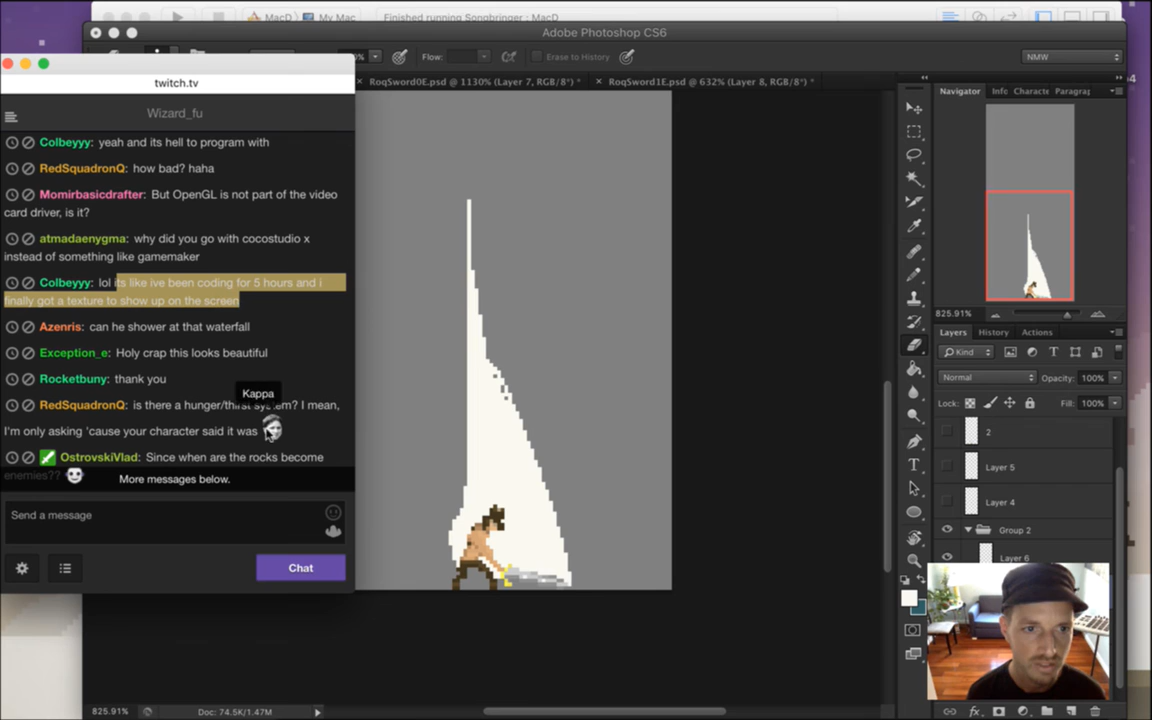 MacD
My Mac
Finished running Songbringer : MacD
Adobe Photoshop CS6
Flow:
Erase to History
NMW
RoqSword0E.psd @ 1130% (Layer 7, RGB/8*) *
RoqSword1E.psd @ 632% (Layer 8, RGB/8*) *
twitch.tv
Wizard_fu
Colbeyyy: yeah and its hell to program with
RedSquadronQ: how bad? haha
Momirbasicdrafter: But OpenGL is not part of the video
card driver, is it?
atmadaenygma: why did you go with cocostudio x
instead of something like gamemaker
Colbeyyy: lol its like ive been coding for 5 hours and i
finally got a texture to show up on the screen
Azenris: can he shower at that waterfall
Exception_e: Holy crap this looks beautiful
Rocketbuny: thank you
Kappa
RedSquadronQ: is there a hunger/thirst system? I mean,
I'm only asking 'cause your character said it was
OstrovskiVlad: Since when are the rocks become
enemies??
More messages below.
Send a message
Chat
Navigator
Info
Characte
Paragra
825.91%
Layers
History
Actions
Kind
Normal
Opacity: 100%
Lock:
Fill: 100%
2
Layer 5
Layer 4
Group 2
Layer 6
825.91%
Doc: 74.5K/1.47M